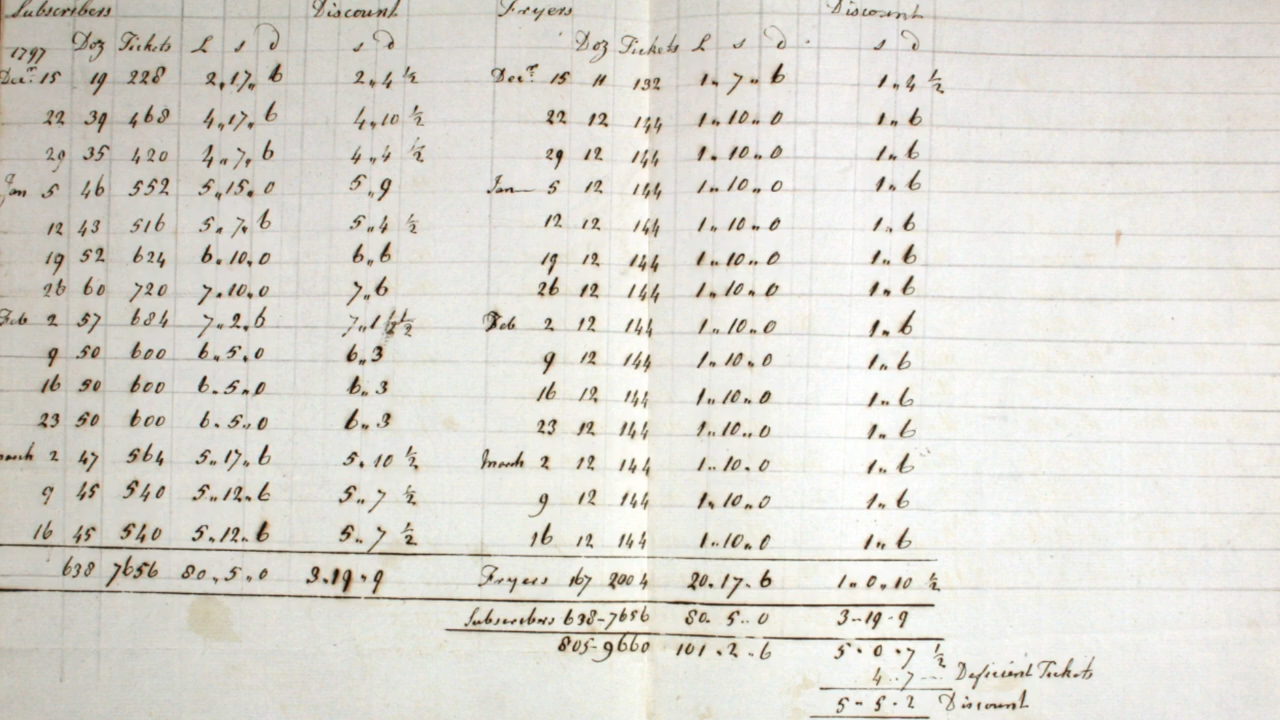 Subscribers Discount Fryers Discount
1797 Doz Tickets L s d s d Doz Tickets L s d s d
Decr. 15 19 228 2,,17,,6 2,,4 ½ Decr. 15 11 132 1,,7,,6 1,,4 ½
22 39 468 4,,17,,6 4,,10 ½ 22 12 144 1,,10,,0 1,,6
29 35 420 4,,7,,6 4,,4 ½ 29 12 144 1,,10,,0 1,,6
Jan 5 46 552 5,,15,,0 5,,9 Jan 5 12 144 1,,10,,0 1,,6
12 43 516 5,,7,,6 5,,4 ½ 12 12 144 1,,10,,0 1,,6
19 52 624 6,,10,,0 6,,6 19 12 144 1,,10,,0 1,,6
26 60 720 7,,10,,0 7,,6 26 12 144 1,,10,,0 1,,6
Feb 2 57 684 7,,2,,6 7,,1 ½ Feb 2 12 144 1,,10,,0 1,,6
9 50 600 6,,5,,0 6,,3 9 12 144 1,,10,,0 1,,6
16 50 600 6,,5,,0 6,,3 16 12 144 1,,10,,0 1,,6
23 50 600 6,,5,,0 6,,3 23 12 144 1,,10,,0 1,,6
march 2 47 564 5,,17,,6 5,,10 ½ March 2 12 144 1,,10,,0 1,,6
9 45 540 5,,12,,6 5,,7 ½ 9 12 144 1,,10,,0 1,,6
16 45 540 5,,12,,6 5,,7 ½ 16 12 144 1,,10,,0 1,,6
638 7656 80,,5,,0 3,,19,,9 Fryers 167 2004 20,,17,,6 1,,0,,10 ½
Subscribers 638-7656 80,,5,,0 3,,19,,9
805-9660 101,,2,,6 5,,0,,7 ½
4,,7 Deficient Tickets
5,,5,,2 Discount